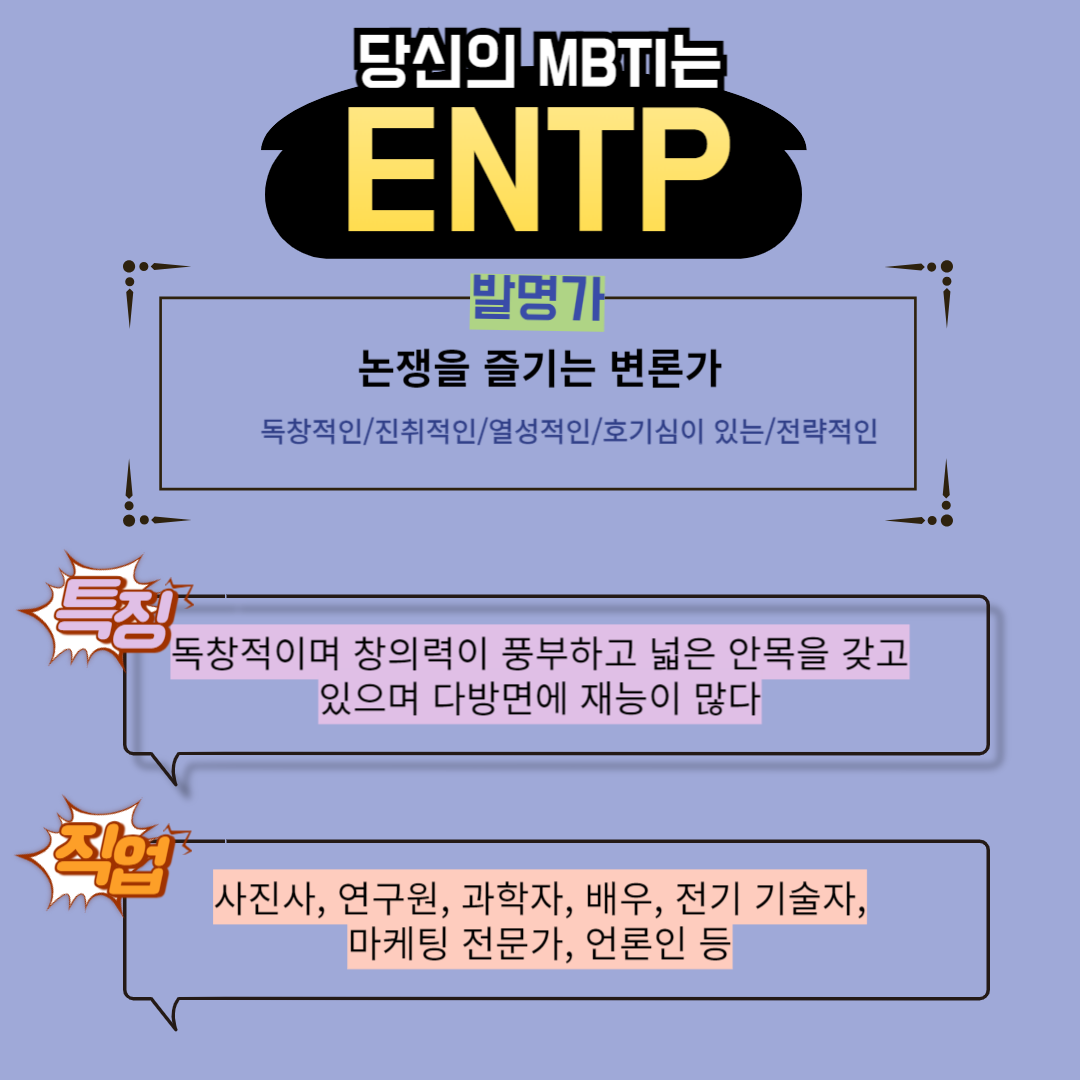 당신의 MBTI는
ENTP
발명가
논쟁을 즐기는 변론가
독창적인/진취적인/열성적인/호기심이 있는/전략적인
특징
독창적이며 창의력이 풍부하고 넓은 안목을 갖고
있으며 다방면에 재능이 많다
직업
사진사, 연구원, 과학자, 배우, 전기 기술자,
마케팅 전문가, 언론인 등